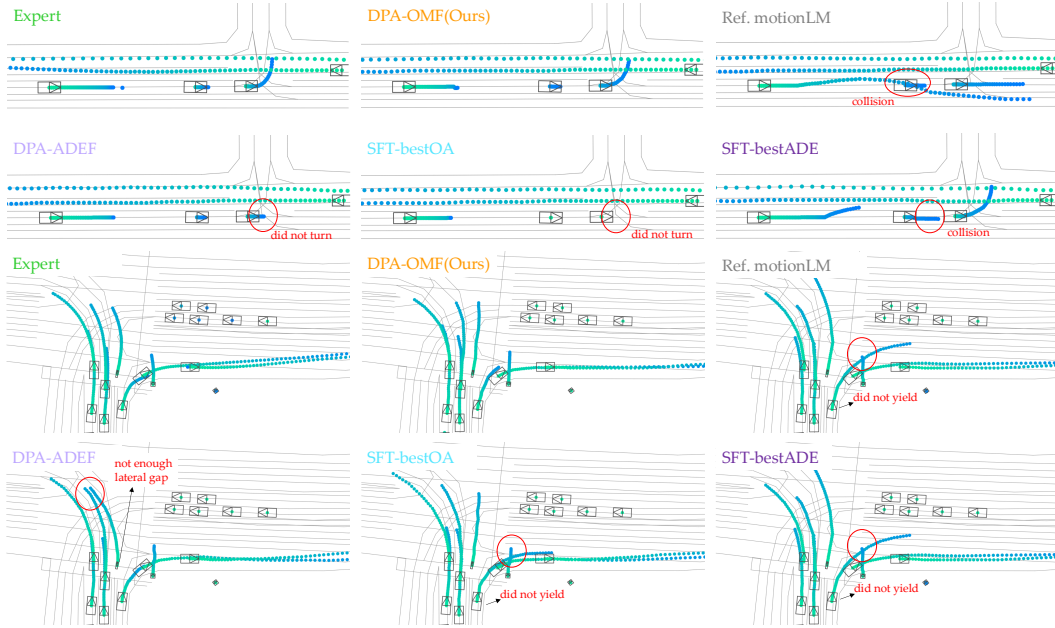 Expert
DPA-OMF(Ours)
Ref. motionLM
collision
DPA-ADEF
SFT-bestOA
SFT-bestADE
did not turn
did not turn
collision
Expert
DPA-OMF(Ours)
Ref. motionLM
did not yield
DPA-ADEF
SFT-bestOA
SFT-bestADE
not enough
lateral gap
did not yield
did not yield